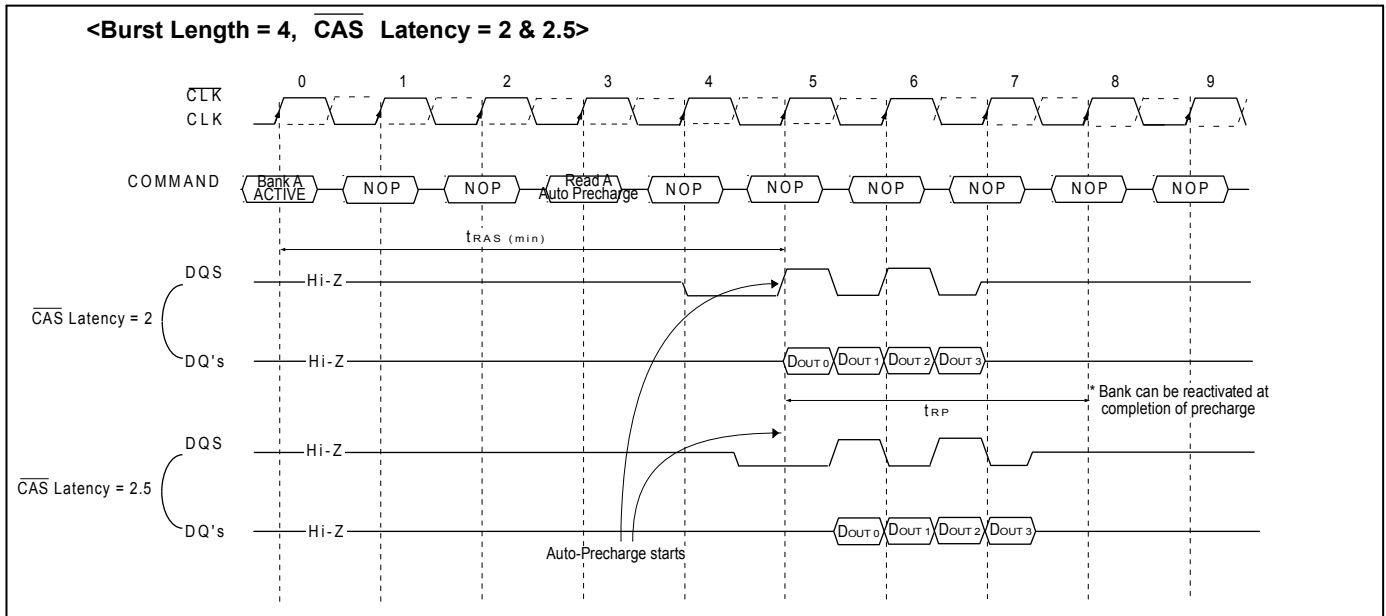 <Burst Length = 4, CAS Latency = 2 & 2.5>
0 1 2 3 4 5 6 7 8 9
CLK
CLK
COMMAND
Bank A
ACTIVE
NOP
NOP
Read A
Auto Precharge
NOP
NOP
NOP
NOP
NOP
NOP
tRAS (min)
DQS
Hi-Z
CAS Latency = 2
DQ's
Hi-Z
DOUT 0 DOUT 1 DOUT 2 DOUT 3
* Bank can be reactivated at
completion of precharge
tRP
DQS
Hi-Z
CAS Latency = 2.5
DQ's
Hi-Z
DOUT 0 DOUT 1 DOUT 2 DOUT 3
Auto-Precharge starts